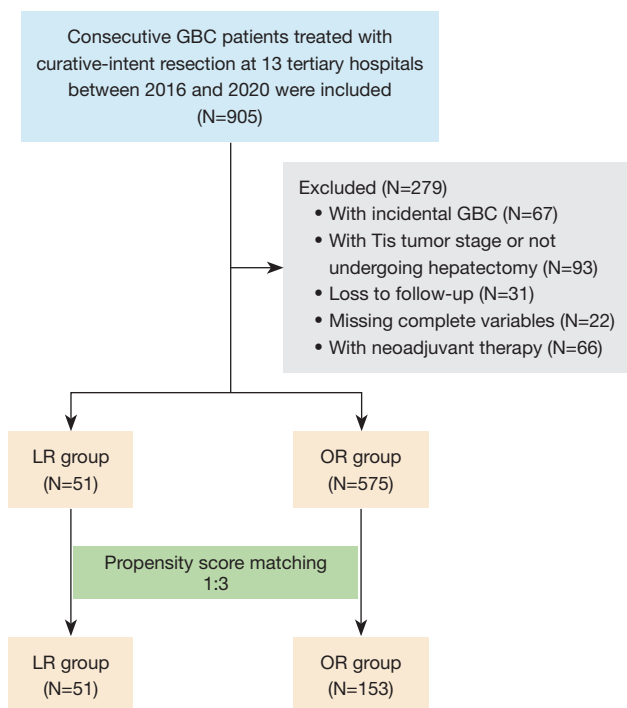 Consecutive GBC patients treated with
curative-intent resection at 13 tertiary hospitals
between 2016 and 2020 were included
(N=905)
Excluded (N=279)
• With incidental GBC (N=67)
• With Tis tumor stage or not
undergoing hepatectomy (N=93)
• Loss to follow-up (N=31)
• Missing complete variables (N=22)
• With neoadjuvant therapy (N=66)
LR group
(N=51)
OR group
(N=575)
Propensity score matching
1:3
LR group
(N=51)
OR group
(N=153)